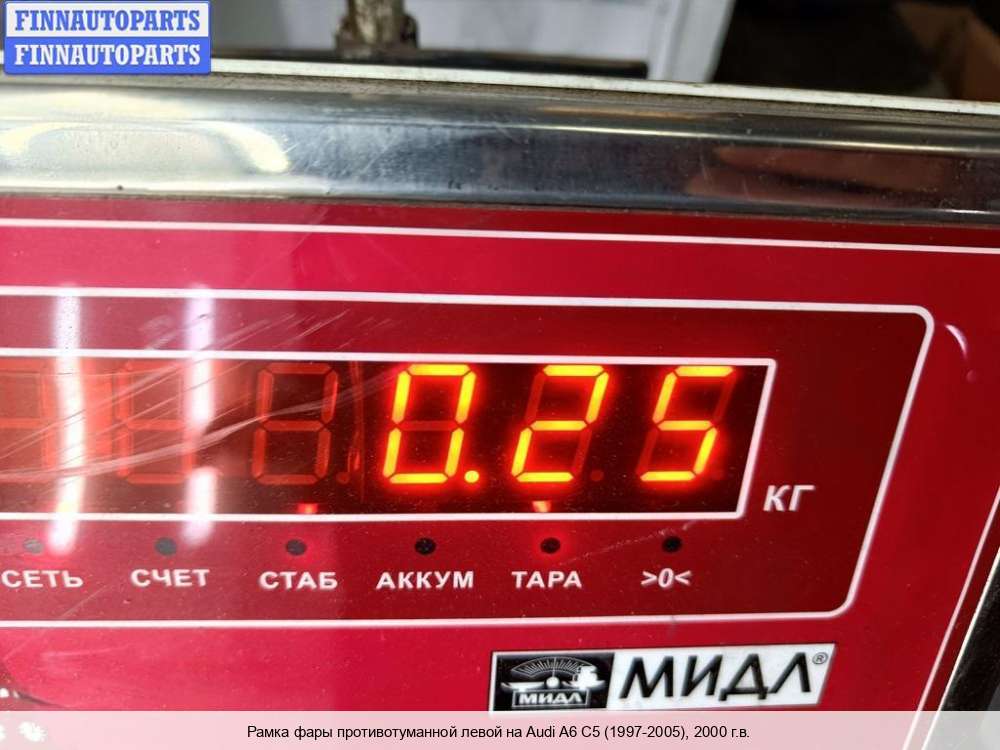 FINNAUTOPARTS
FINNAUTOPARTS
0.25
КГ
СЕТЬ СЧЕТ СТАБ АККУМ ТАРА >0<
МИДЛ МИДЛ®
Рамка фары противотуманной левой на Audi A6 C5 (1997-2005), 2000 г.в.